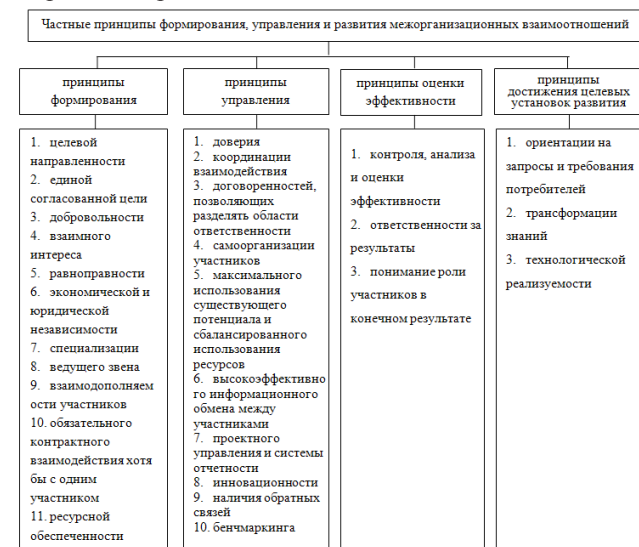 Частные принципы формирования, управления и развития межорганизационных взаимоотношений
принципы
формирования
принципы
управления
принципы оценки
эффективности
принципы
достижения целевых
установок развития
1. целевой
направленности
2. единой
согласованной цели
3. добровольности
4. взаимного
интереса
5. равноправности
6. экономической и
юридической
независимости
7. специализации
8. ведущего звена
9. взаимодополняем
ости участников
10. обязательного
контрактного
взаимодействия хотя
бы с одним
участником
11. ресурсной
обеспеченности
1. доверия
2. координации
взаимодействия
3. договоренностей,
позволяющих
разделять области
ответственности
4. самоорганизации
участников
5. максимального
использования
существующего
потенциала и
сбалансированного
использования
ресурсов
6. высокоэффективно
го информационного
обмена между
участниками
7. проектного
управления и системы
отчетности
8. инновационности
9. наличия обратных
связей
10. бенчмаркинга
1. контроля, анализа
и оценки
эффективности
2. ответственности за
результаты
3. понимание роли
участников в
конечном результате
1. ориентации на
запросы и требования
потребителей
2. трансформации
знаний
3. технологической
реализуемости